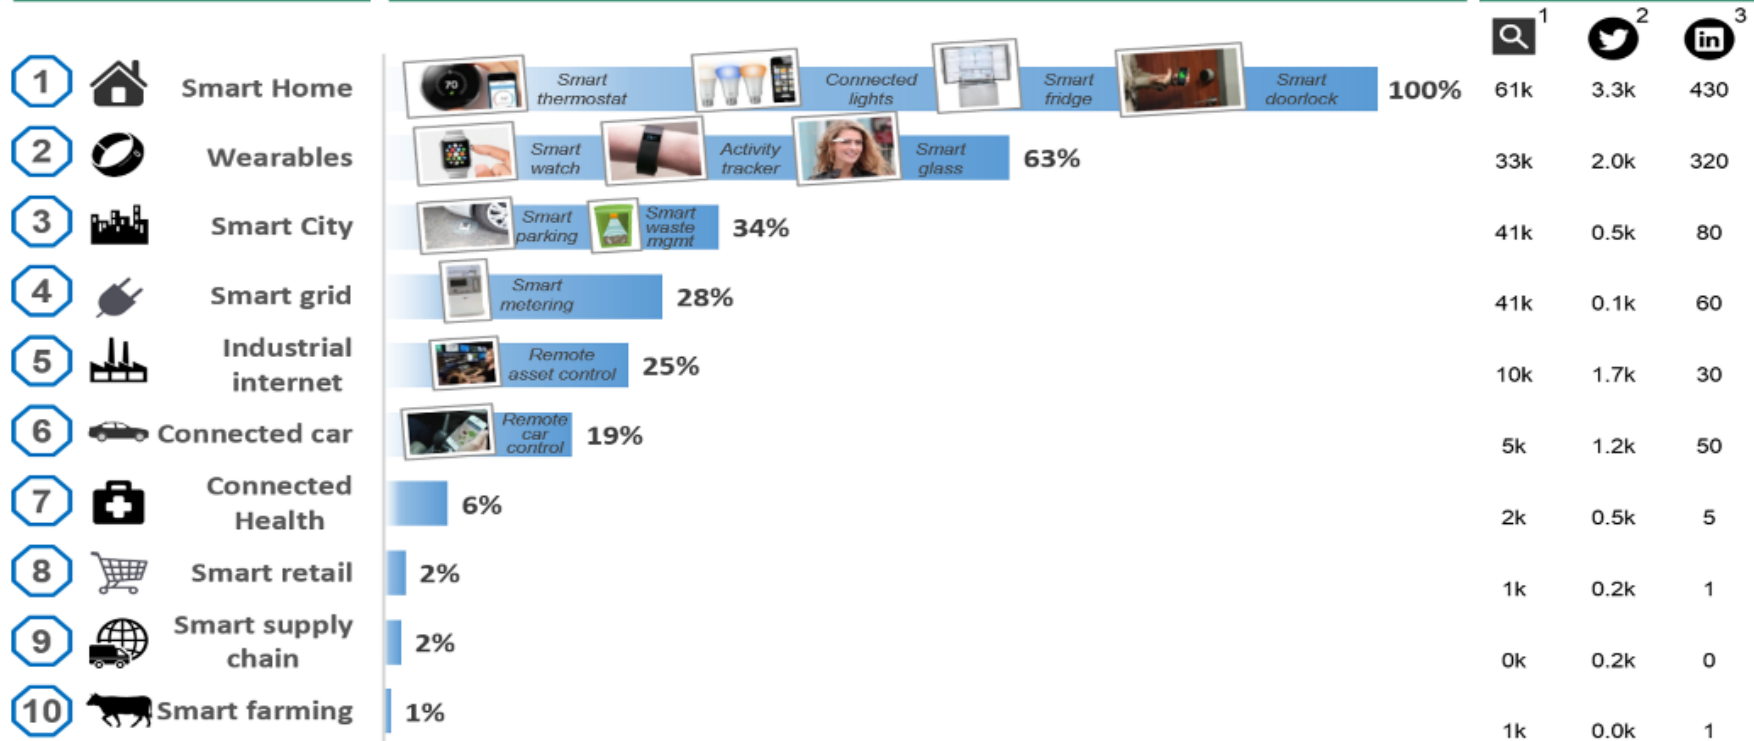 1 2 3
in
1 Smart Home 70 Smart thermostat Connected lights Smart fridge Smart doorlock 100% 61k 3.3k 430
2 Wearables Smart watch Activity tracker Smart glass 63% 33k 2.0k 320
3 Smart City Smart parking Smart waste mgmt 34% 41k 0.5k 80
4 Smart grid Smart metering 28% 41k 0.1k 60
5 Industrial internet Remote asset control 25% 10k 1.7k 30
6 Connected car Remote car control 19% 5k 1.2k 50
7 Connected Health 6% 2k 0.5k 5
8 Smart retail 2% 1k 0.2k 1
9 Smart supply chain 2% 0k 0.2k 0
10 Smart farming 1% 1k 0.0k 1